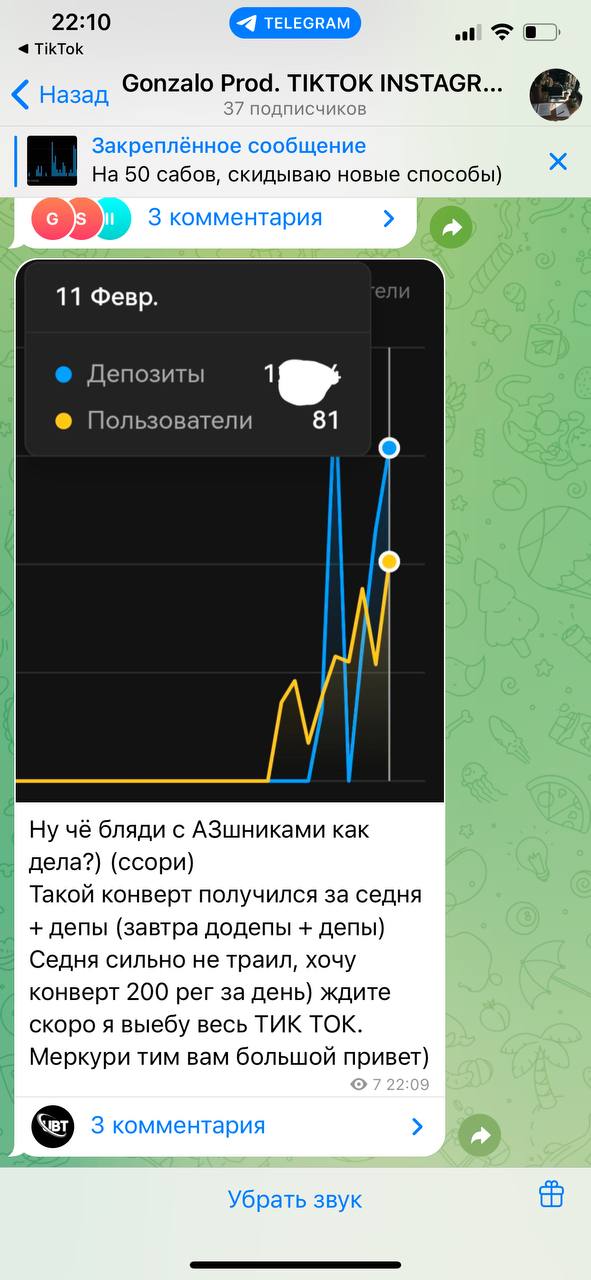 22:10
TELEGRAM
◀ TikTok
Назад
Gonzalo Prod. TIKTOK INSTAGR...
37 подписчиков
Закреплённое сообщение
На 50 сабов, скидываю новые способы)
G S II
3 комментария
11 Февр.
тели
Депозиты 1
Пользователи 81
Ну чё бляди с АЗшниками как
дела?) (ссори)
Такой конверт получился за седня
+ депы (завтра додепы + депы)
Седня сильно не траил, хочу
конверт 200 рег за день) ждите
скоро я выебу весь ТИК ТОК.
Меркури тим вам большой привет)
7 22:09
UBT
3 комментария
Убрать звук